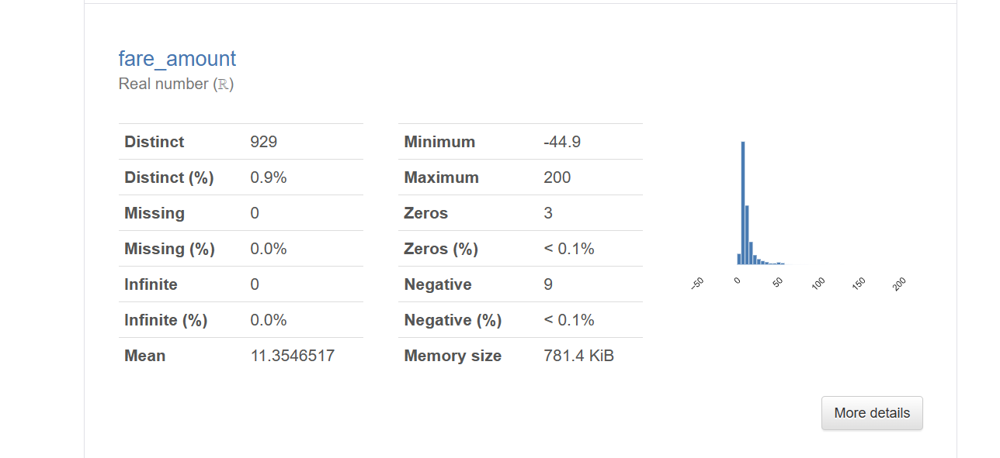 fare_amount
Real number (ℝ)
Distinct 929
Distinct (%) 0.9%
Missing 0
Missing (%) 0.0%
Infinite 0
Infinite (%) 0.0%
Mean 11.3546517
Minimum -44.9
Maximum 200
Zeros 3
Zeros (%) < 0.1%
Negative 9
Negative (%) < 0.1%
Memory size 781.4 KiB
−50 0 50 100 150 200
More details